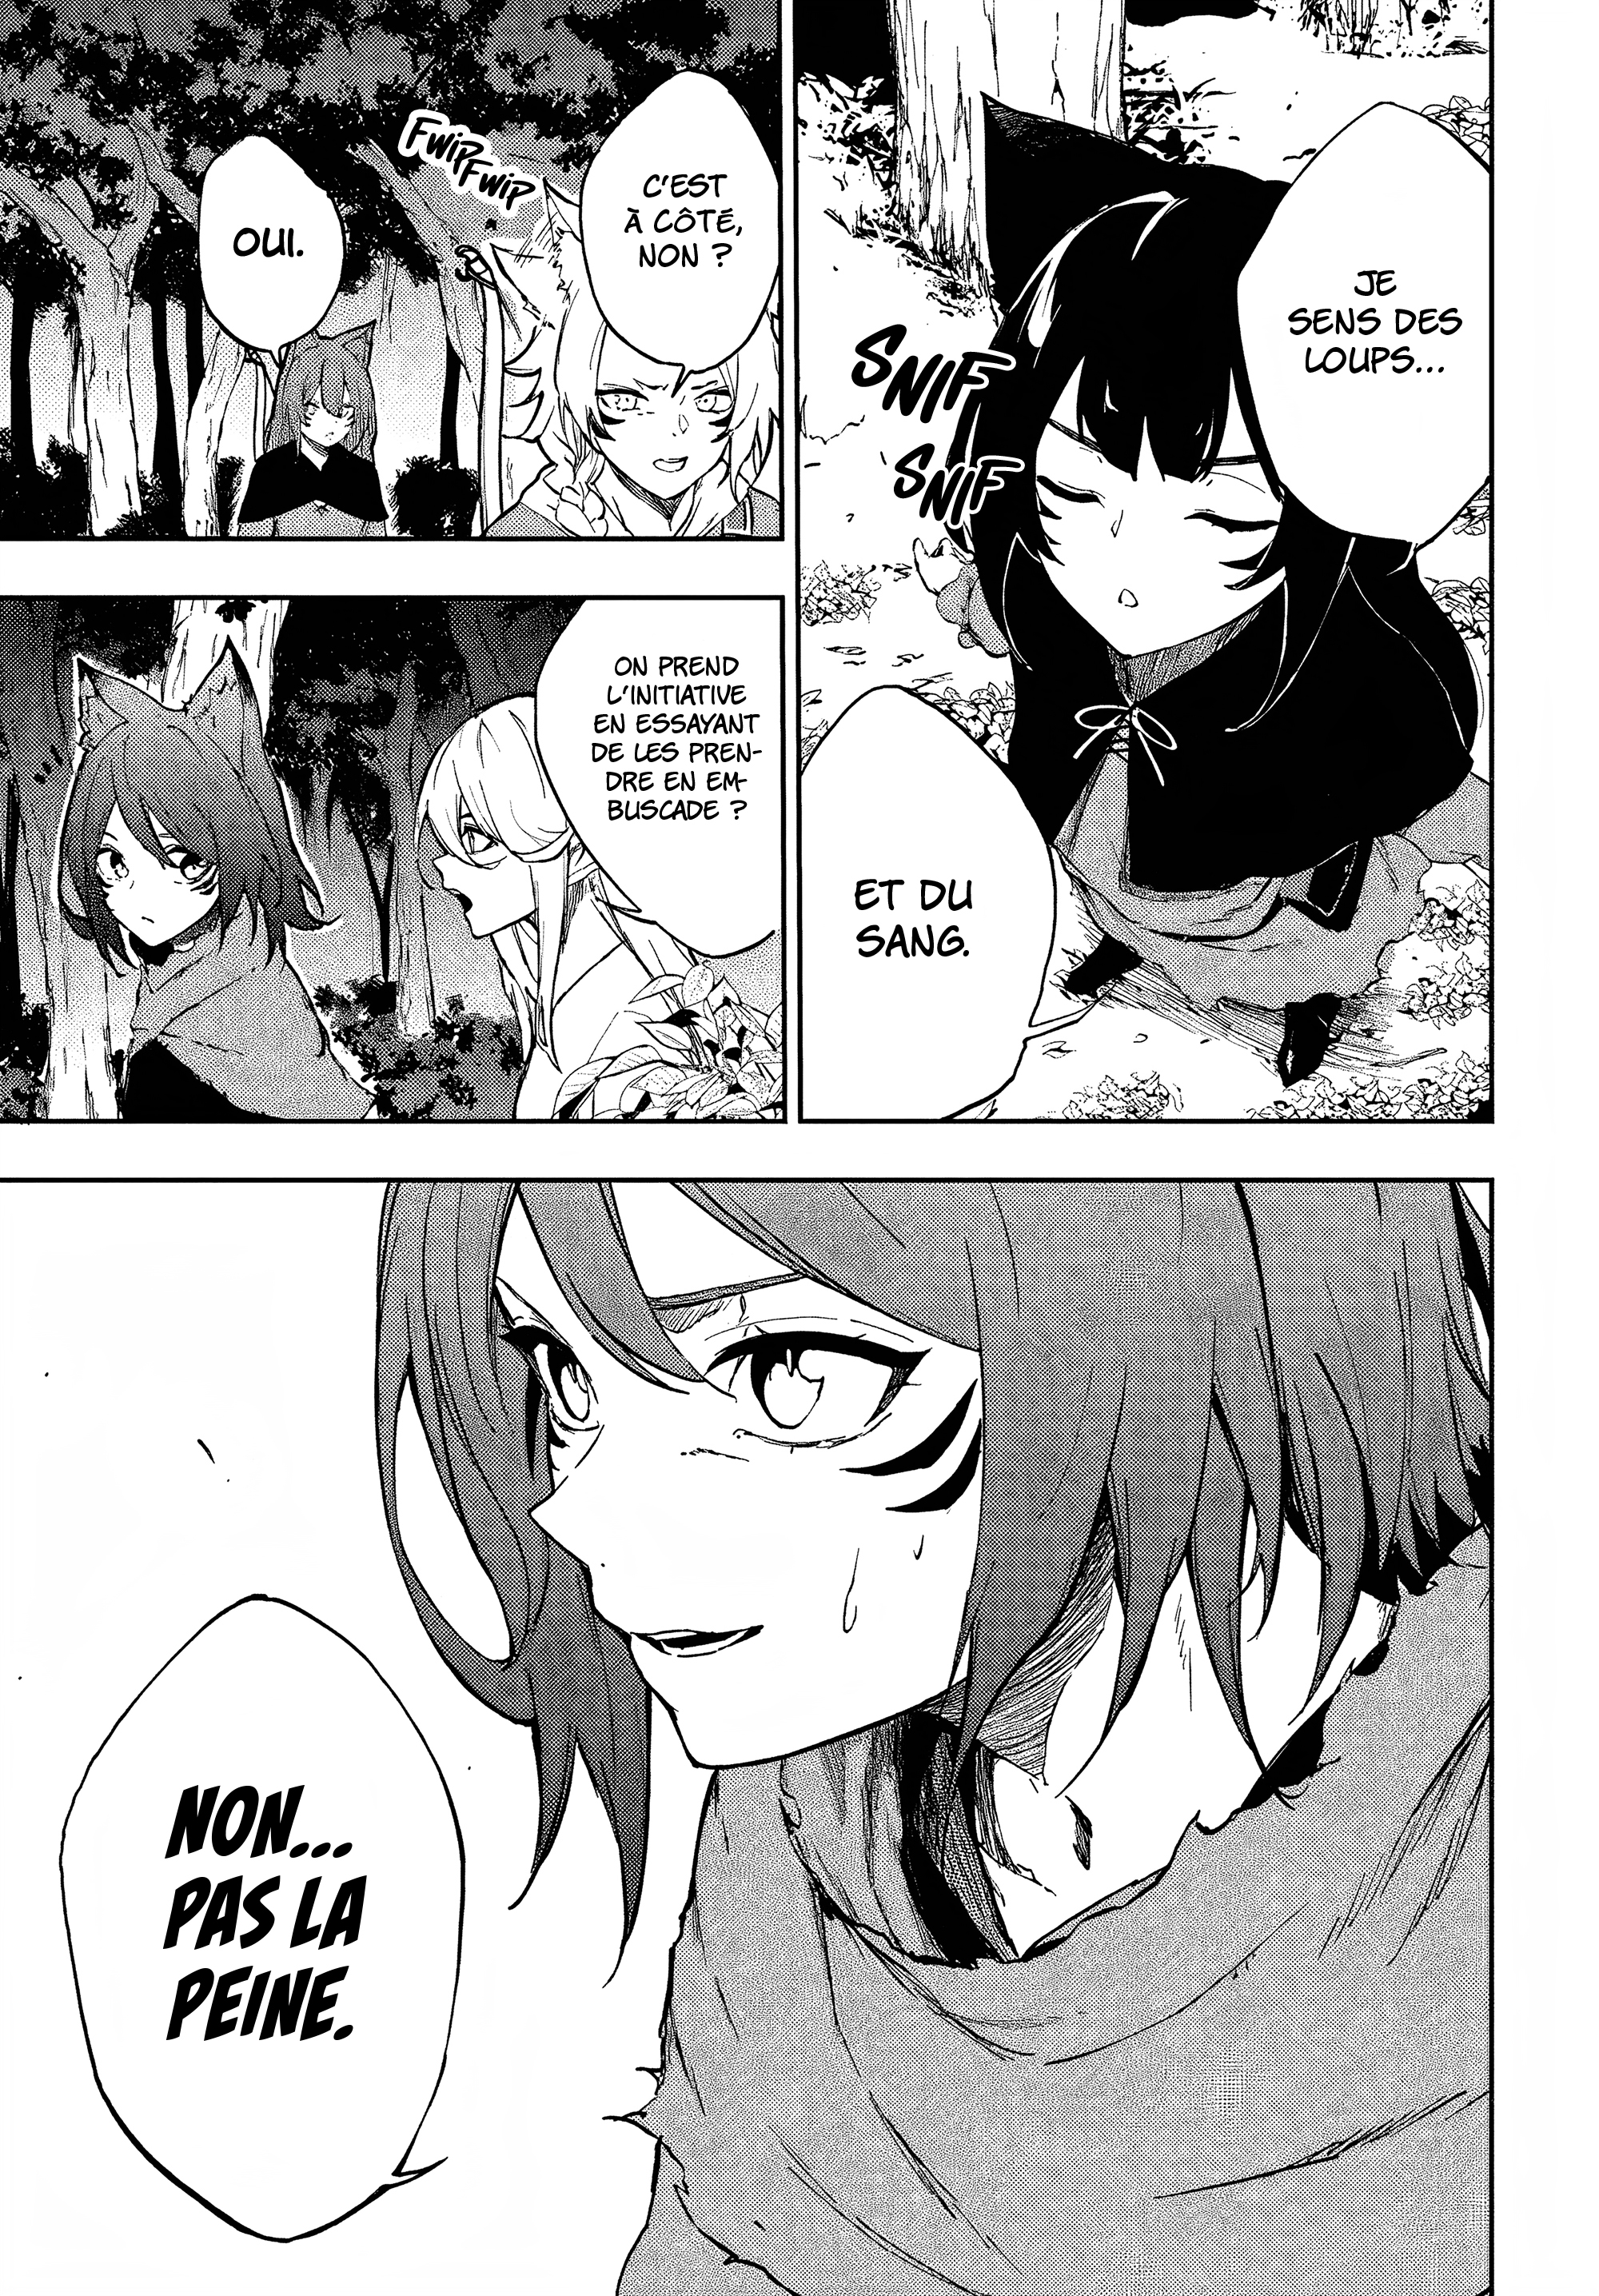 JE
SENS DES
LOUPS...
SNIF
SNIF
ET DU
SANG.
C'EST
À CÔTÉ,
NON ?
FWIP
FWIP
OUI.
ON PREND
L'INITIATIVE
EN ESSAYANT
DE LES PREN-
DRE EN EM-
BUSCADE ?
NON...
PAS LA
PEINE.